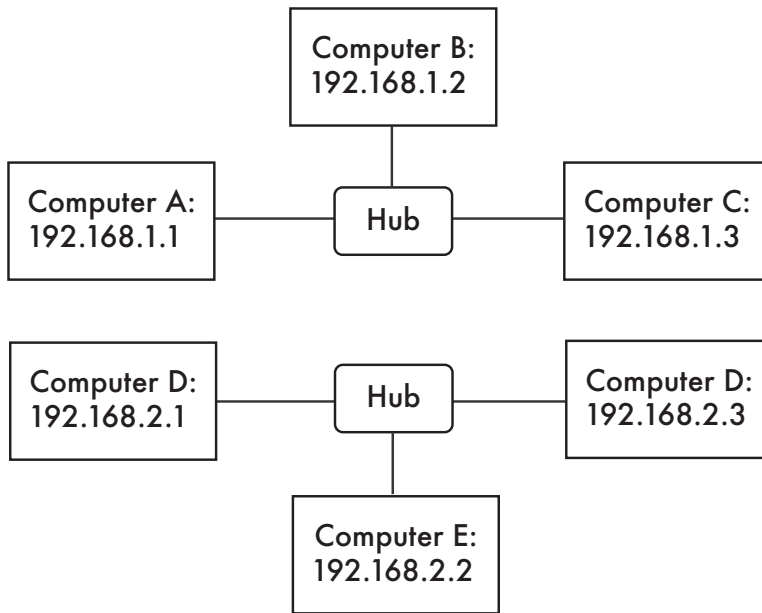 Computer B:
192.168.1.2
Computer A:
192.168.1.1
Hub
Computer C:
192.168.1.3
Computer D:
192.168.2.1
Hub
Computer D:
192.168.2.3
Computer E:
192.168.2.2